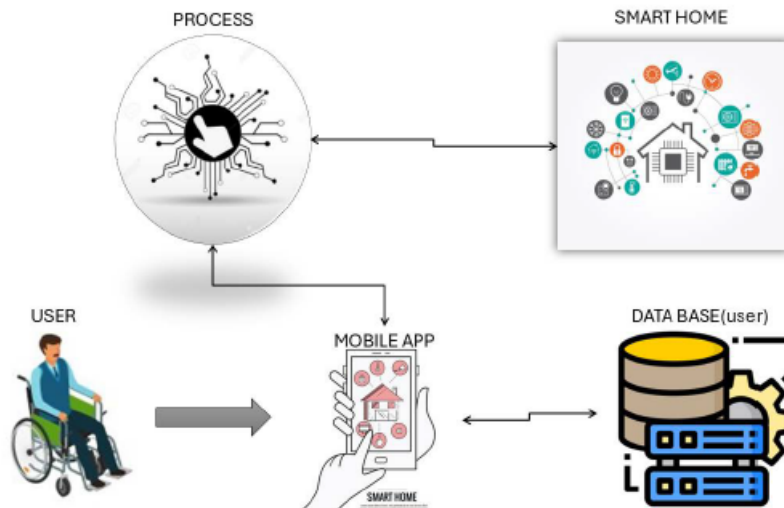 PROCESS
SMART HOME
USER
MOBILE APP
DATA BASE(user)
SMART HOME